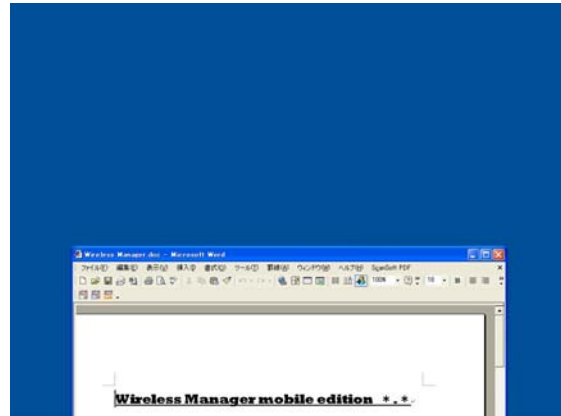 Wireless Manager.doc - Microsoft Word
ファイル(F) 編集(E) 表示(V) 挿入(I) 書式(O) ツール(T) 罫線(A) ウィンドウ(W) ヘルプ(H) ScanSoft PDF
100% 18
Wireless Manager mobile edition *.*